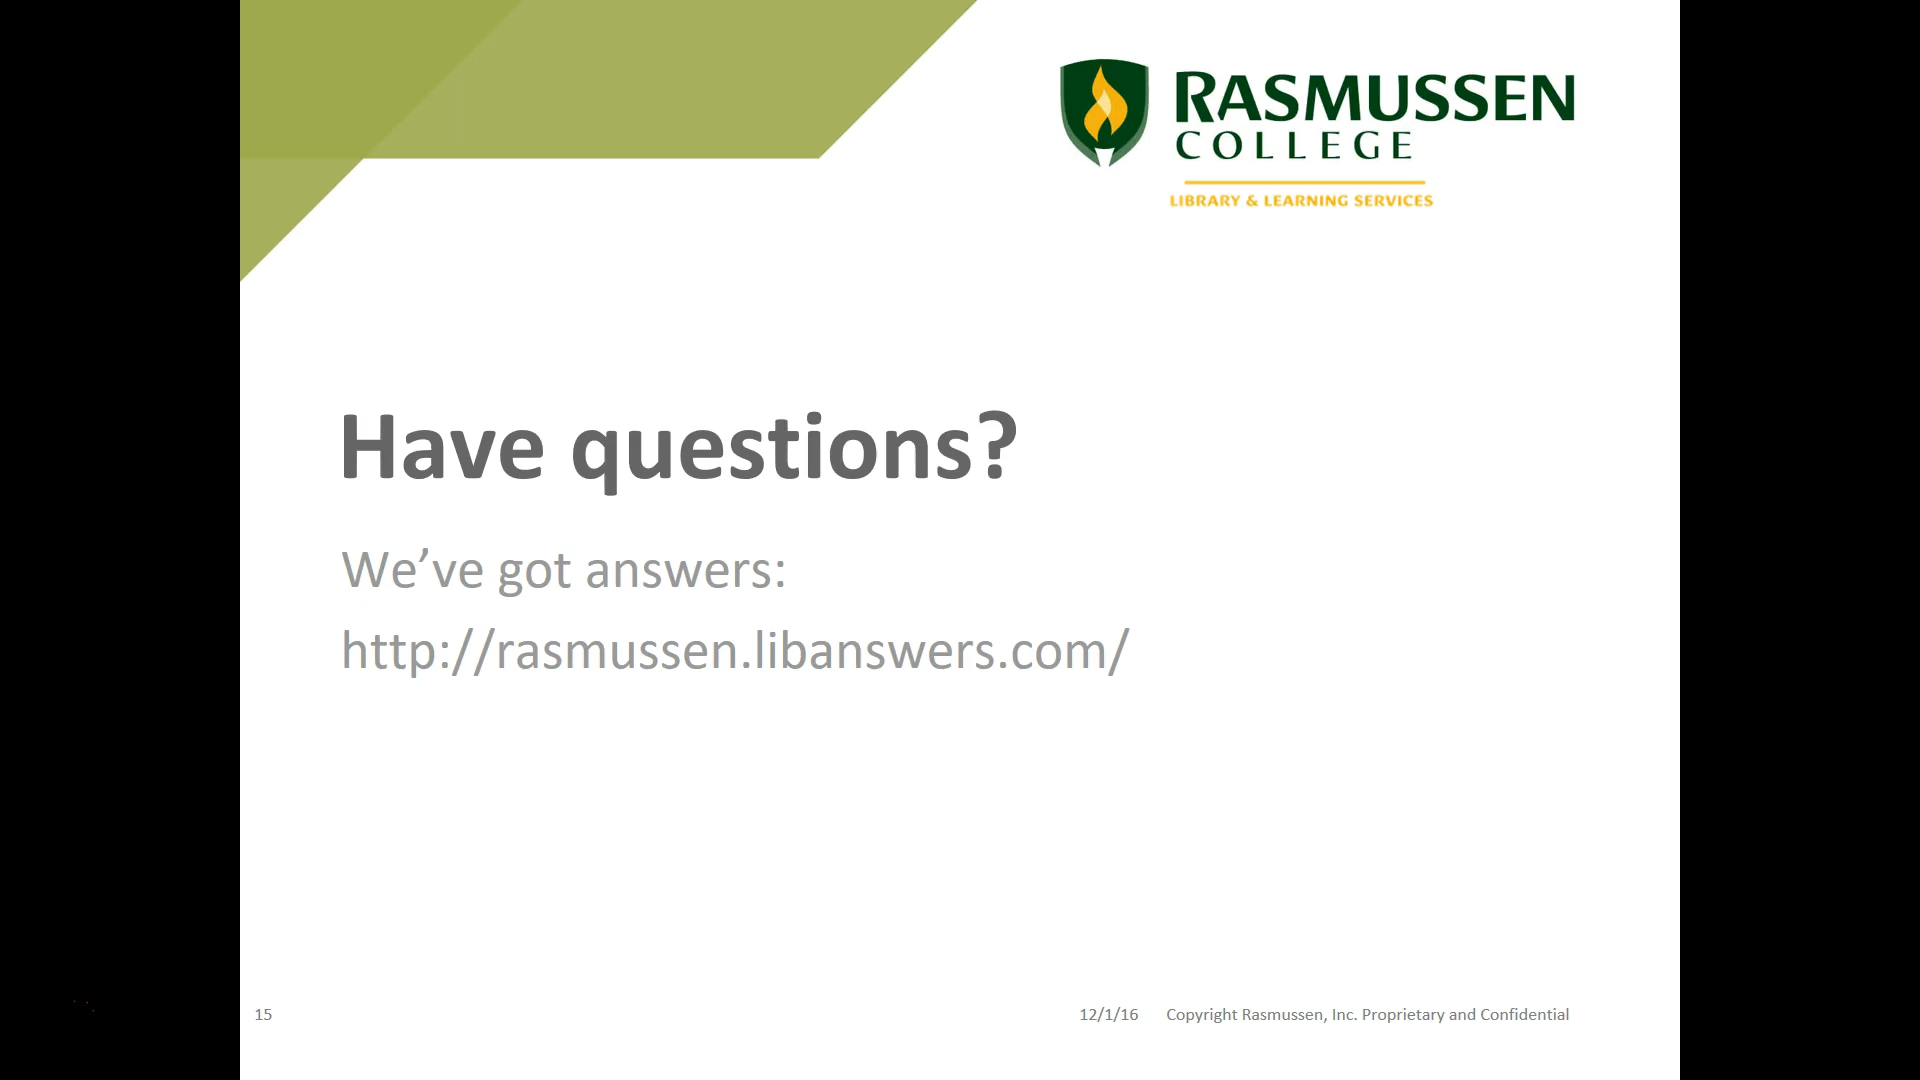 RASMUSSEN
COLLEGE
LIBRARY & LEARNING SERVICES
Have questions?
We’ve got answers:
http://rasmussen.libanswers.com/
15
12/1/16
Copyright Rasmussen, Inc. Proprietary and Confidential